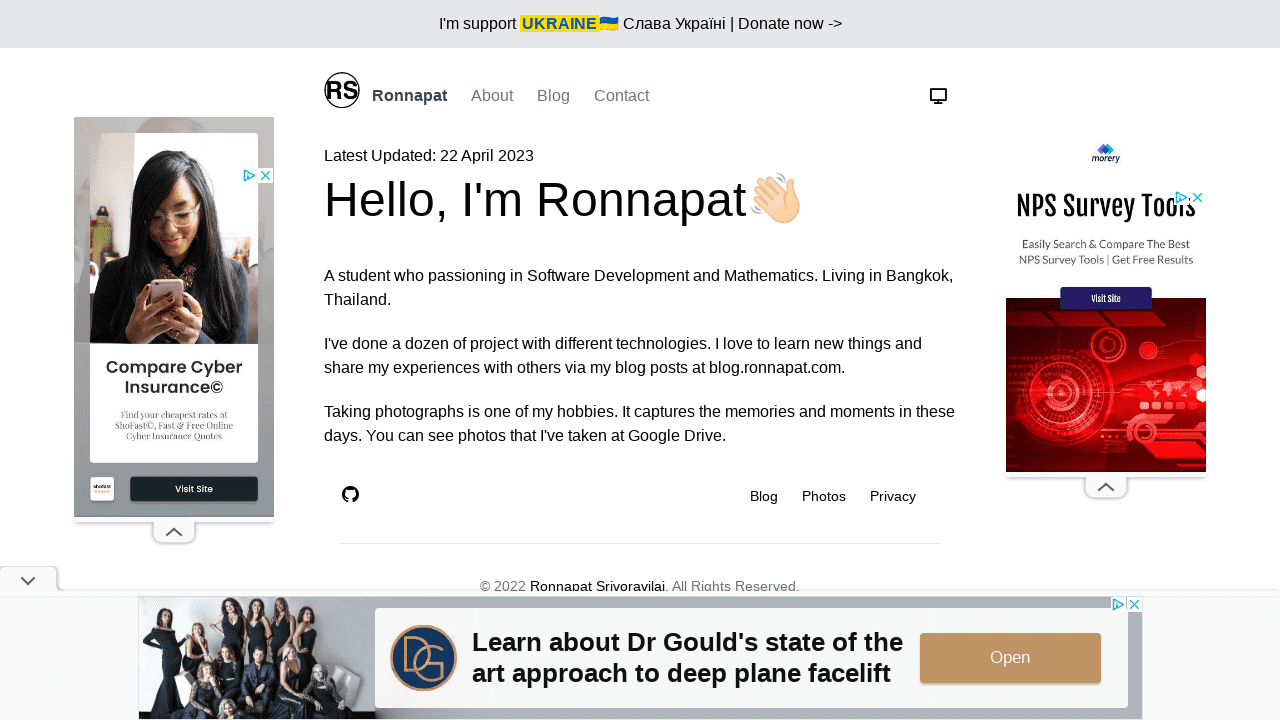 I'm support UKRAINE🇺🇦 Слава Україні | Donate now ->
RS Ronnapat About Blog Contact
Latest Updated: 22 April 2023
Hello, I'm Ronnapat👋🏻
A student who passioning in Software Development and Mathematics. Living in Bangkok,
Thailand.
I've done a dozen of project with different technologies. I love to learn new things and
share my experiences with others via my blog posts at blog.ronnapat.com.
Taking photographs is one of my hobbies. It captures the memories and moments in these
days. You can see photos that I've taken at Google Drive.
Blog Photos Privacy
© 2022 Ronnapat Srivoravilai. All Rights Reserved.
Compare Cyber
Insurance©
Find your cheapest rates at
ShoFast©, Fast & Free Online
Cyber Insurance Quotes
shofast
Visit Site
morery
NPS Survey Tools
Easily Search & Compare The Best
NPS Survey Tools | Get Free Results
Visit Site
DG
Learn about Dr Gould's state of the
art approach to deep plane facelift
Open